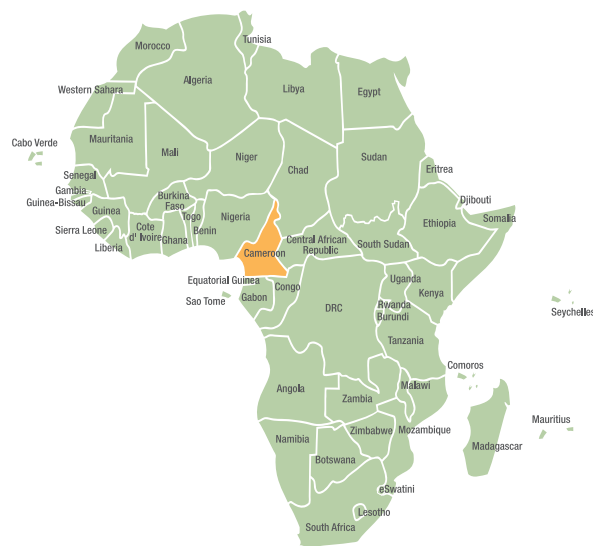 Tunisia
Morocco
Algeria
Libya
Egypt
Western Sahara
Mauritania
Cabo Verde
Mali
Niger
Chad
Sudan
Eritrea
Senegal
Gambia
Guinea-Bissau
Guinea
Sierra Leone
Liberia
Cote
d' Ivoire
Burkina
Faso
Ghana
Togo
Benin
Nigeria
Cameroon
Central African
Republic
South Sudan
Ethiopia
Djibouti
Somalia
Equatorial Guinea
Sao Tome
Gabon
Congo
DRC
Uganda
Kenya
Rwanda
Burundi
Tanzania
Seychelles
Comoros
Angola
Zambia
Malawi
Mozambique
Zimbabwe
Namibia
Botswana
Madagascar
Mauritius
eSwatini
Lesotho
South Africa